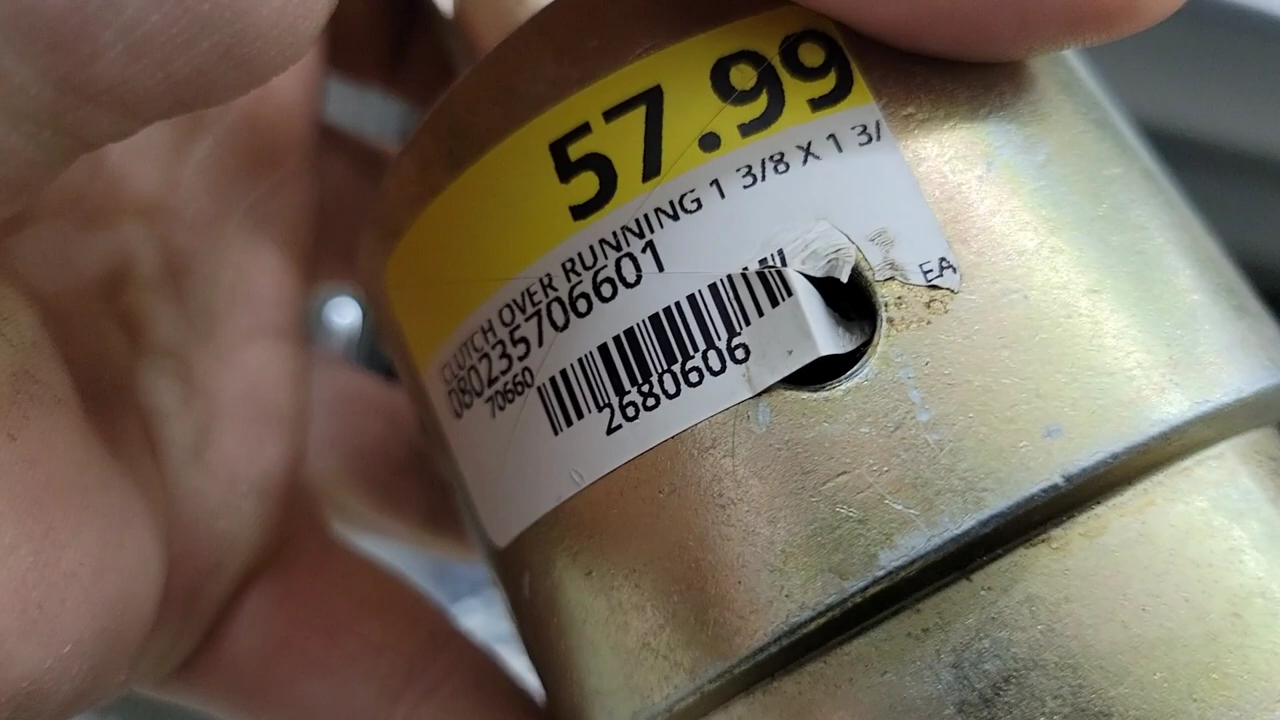 57.99
CLUTCH OVER RUNNING 1 3/8 X 1 3/
080235706601
70660
2680606
EA